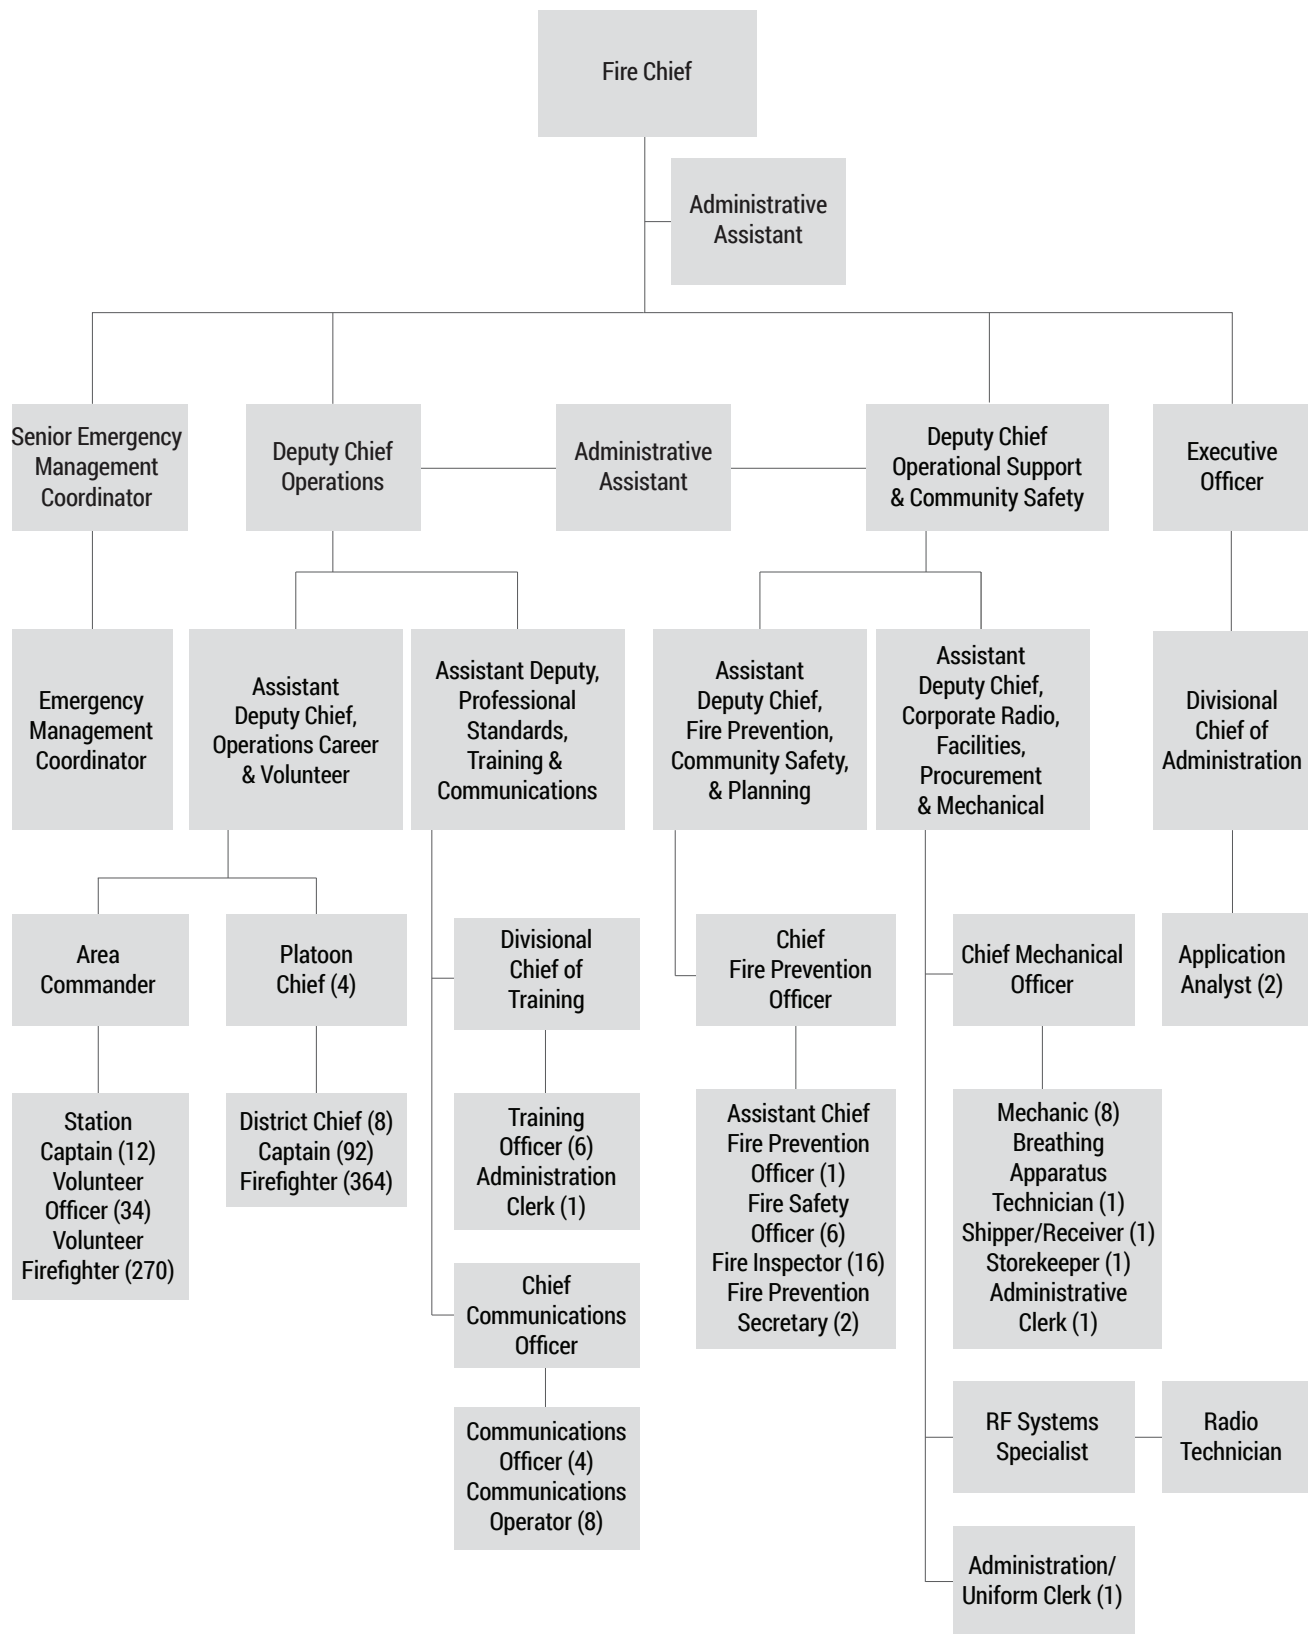 Fire Chief
Administrative
Assistant
Senior Emergency
Management
Coordinator
Deputy Chief
Operations
Administrative
Assistant
Deputy Chief
Operational Support
& Community Safety
Executive
Officer
Emergency
Management
Coordinator
Assistant
Deputy Chief,
Operations Career
& Volunteer
Assistant Deputy,
Professional
Standards,
Training &
Communications
Assistant
Deputy Chief,
Fire Prevention,
Community Safety,
& Planning
Assistant
Deputy Chief,
Corporate Radio,
Facilities,
Procurement
& Mechanical
Divisional
Chief of
Administration
Area
Commander
Platoon
Chief (4)
Divisional
Chief of
Training
Chief
Fire Prevention
Officer
Chief Mechanical
Officer
Application
Analyst (2)
Station
Captain (12)
Volunteer
Officer (34)
Volunteer
Firefighter (270)
District Chief (8)
Captain (92)
Firefighter (364)
Training
Officer (6)
Administration
Clerk (1)
Assistant Chief
Fire Prevention
Officer (1)
Fire Safety
Officer (6)
Fire Inspector (16)
Fire Prevention
Secretary (2)
Mechanic (8)
Breathing
Apparatus
Technician (1)
Shipper/Receiver (1)
Storekeeper (1)
Administrative
Clerk (1)
Chief
Communications
Officer
Communications
Officer (4)
Communications
Operator (8)
RF Systems
Specialist
Radio
Technician
Administration/
Uniform Clerk (1)